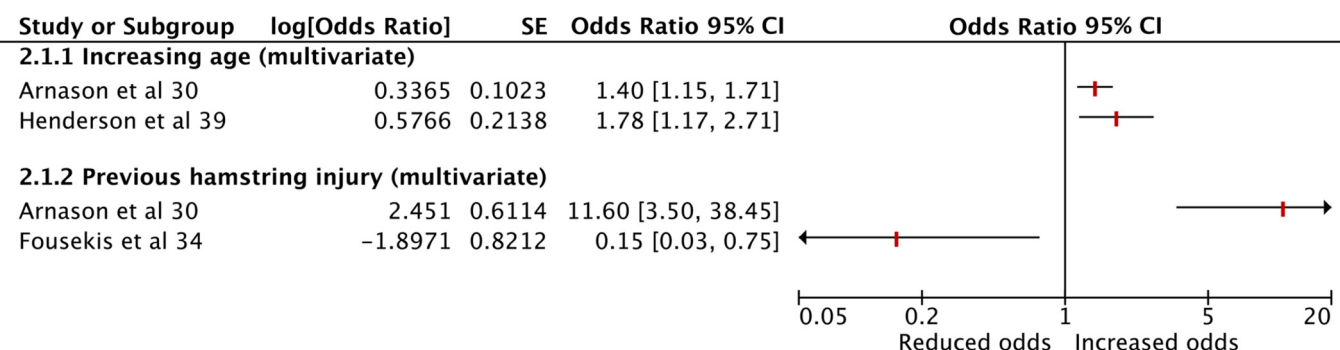 Study or Subgroup log[Odds Ratio] SE Odds Ratio 95% CI Odds Ratio 95% CI
2.1.1 Increasing age (multivariate)
Arnason et al 30 0.3365 0.1023 1.40 [1.15, 1.71]
Henderson et al 39 0.5766 0.2138 1.78 [1.17, 2.71]
2.1.2 Previous hamstring injury (multivariate)
Arnason et al 30 2.451 0.6114 11.60 [3.50, 38.45]
Fousekis et al 34 −1.8971 0.8212 0.15 [0.03, 0.75]
0.05 0.2 1 5 20
Reduced odds Increased odds